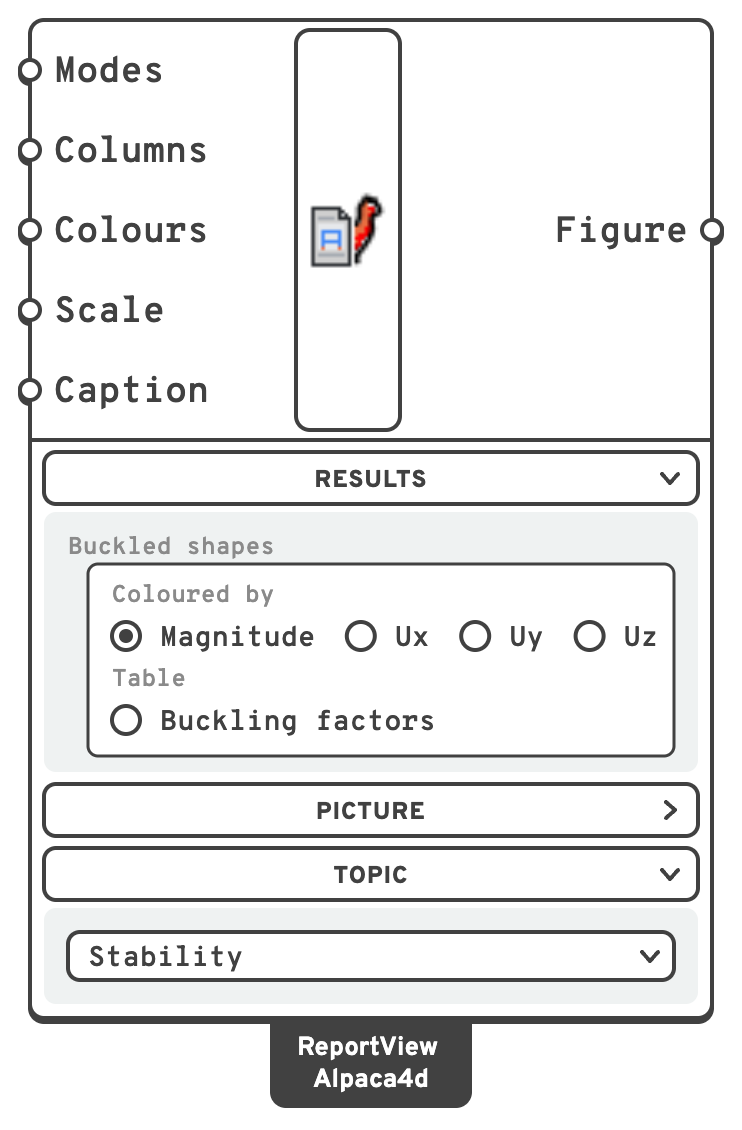 Modes
Columns
Colours
Figure
Scale
Caption
RESULTS
Buckled shapes
Coloured by
Magnitude Ux Uy Uz
Table
Buckling factors
PICTURE
TOPIC
Stability
ReportView
Alpaca4d